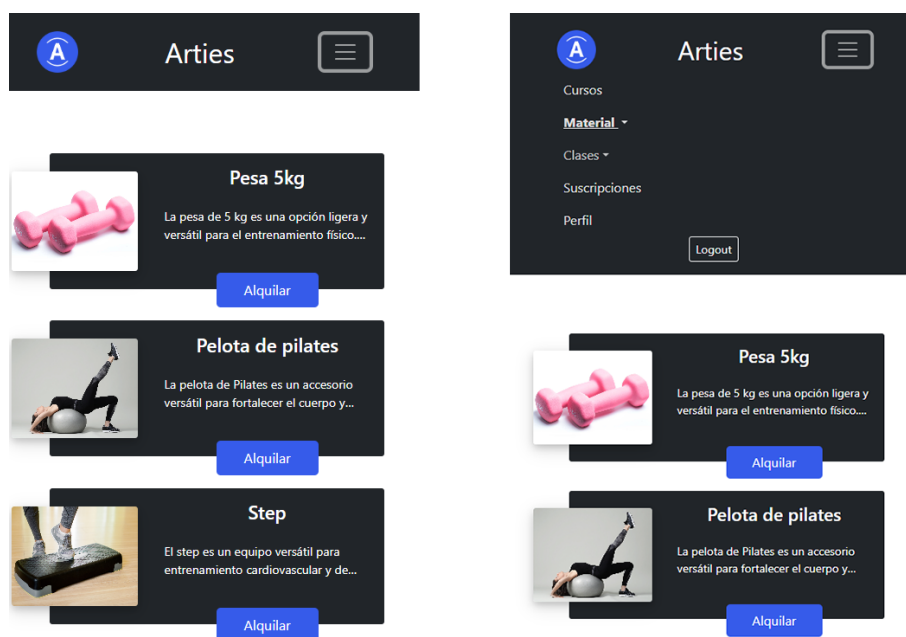 A
Arties
Pesa 5kg
La pesa de 5 kg es una opción ligera y
versátil para el entrenamiento físico....
Alquilar
Pelota de pilates
La pelota de Pilates es un accesorio
versátil para fortalecer el cuerpo y...
Alquilar
Step
El step es un equipo versátil para
entrenamiento cardiovascular y de...
Alquilar
A
Arties
Cursos
Material
Clases
Suscripciones
Perfil
Logout
Pesa 5kg
La pesa de 5 kg es una opción ligera y
versátil para el entrenamiento físico....
Alquilar
Pelota de pilates
La pelota de Pilates es un accesorio
versátil para fortalecer el cuerpo y...
Alquilar